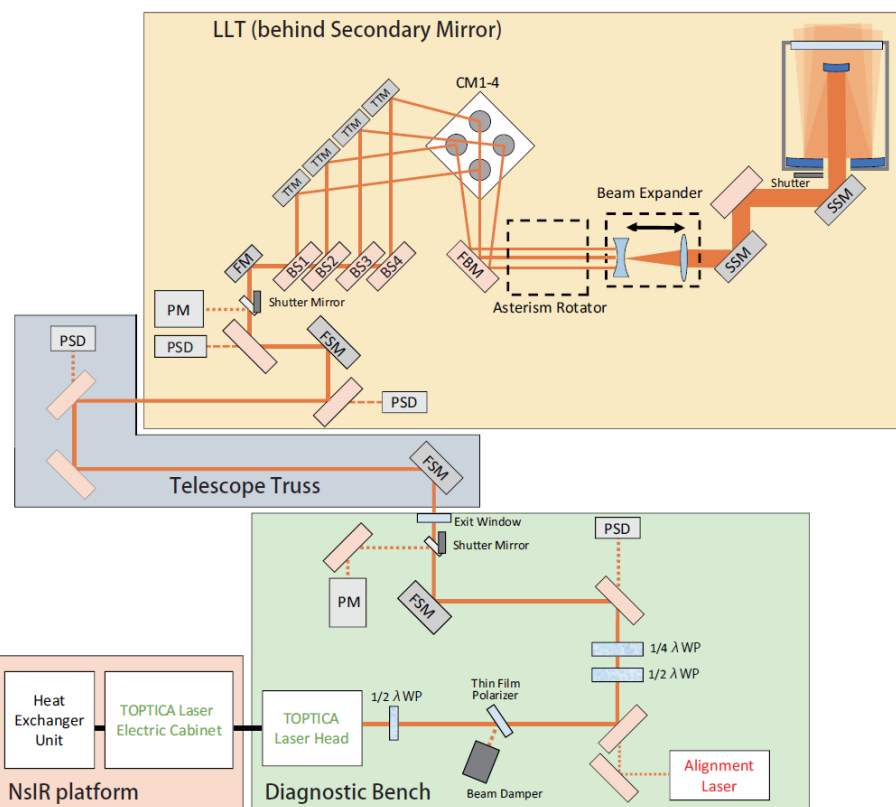 LLT (behind Secondary Mirror)
CM1-4
TTM
TTM
TTM
TTM
Beam Expander
Shutter
SSM
SSM
FM
BS1
BS2
BS3
BS4
FBM
Asterism Rotator
Shutter Mirror
PM
PSD
FSM
PSD
PSD
FSM
Telescope Truss
Exit Window
Shutter Mirror
PSD
PM
FSM
1/4 λ WP
1/2 λ WP
1/2 λ WP
Thin Film
Polarizer
Heat
Exchanger
Unit
TOPTICA Laser
Electric Cabinet
TOPTICA
Laser Head
Beam Damper
Alignment
Laser
NsIR platform
Diagnostic Bench